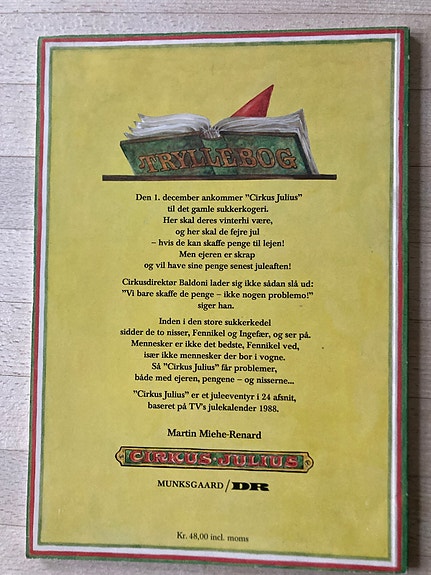 TRYLLEBOG
Den 1. december ankommer "Cirkus Julius"
til det gamle sukkerkogeri.
Her skal deres vinterhi være,
og her skal de fejre jul
– hvis de kan skaffe penge til lejen!
Men ejeren er skrap
og vil have sine penge senest juleaften!
Cirkusdirektør Baldoni lader sig ikke sådan slå ud:
"Vi bare skaffe de penge – ikke nogen problemo!"
siger han.
Inden i den store sukkerkedel
sidder de to nisser, Fennikel og Ingefær, og ser på.
Mennesker er ikke det bedste, Fennikel ved,
især ikke mennesker der bor i vogne.
Så "Cirkus Julius" får problemer,
både med ejeren, pengene – og nisserne...
"Cirkus Julius" er et juleeventyr i 24 afsnit,
baseret på TV's julekalender 1988.
Martin Miehe-Renard
CIRKUS JULIUS
MUNKSGAARD/DR
Kr. 48,00 incl. moms